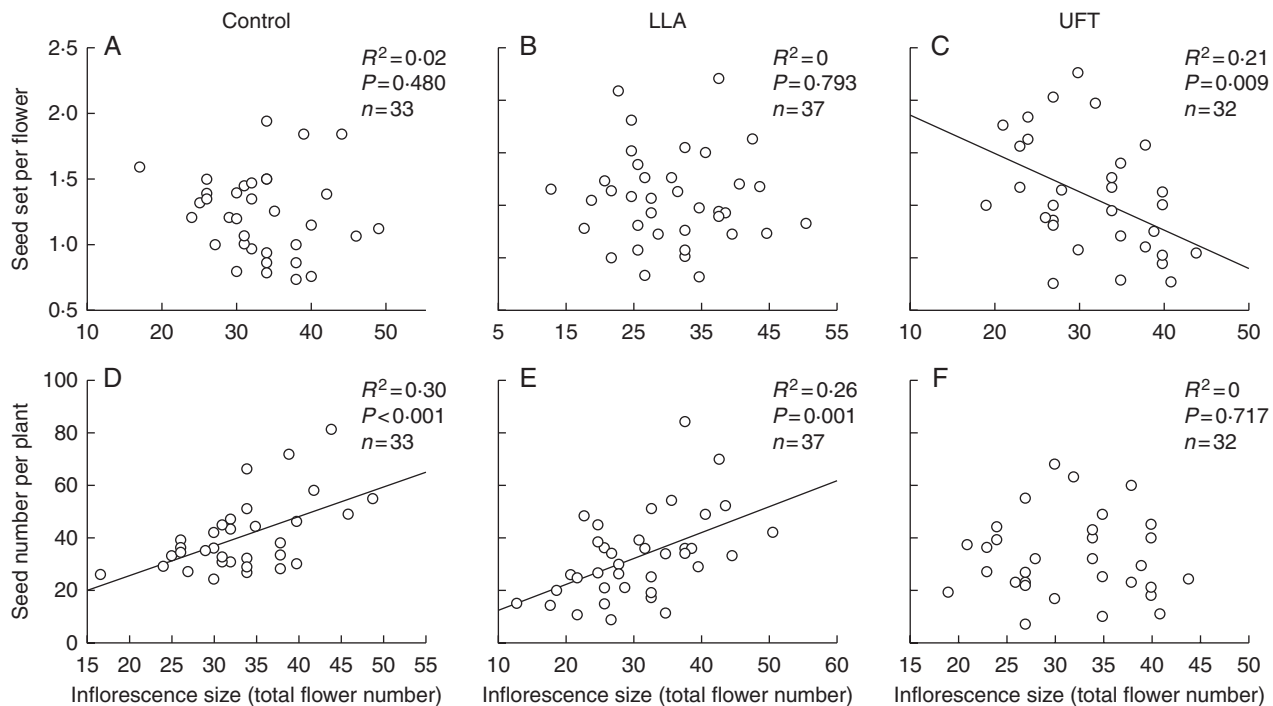 Control
LLA
UFT
A
R²=0·02
P=0·480
n=33
B
R²=0
P=0·793
n=37
C
R²=0·21
P=0·009
n=32
Seed set per flower
2·5
2·0
1·5
1·0
0·5
10 20 30 40 50
5 15 25 35 45 55
10 20 30 40 50
D
R²=0·30
P<0·001
n=33
E
R²=0·26
P=0·001
n=37
F
R²=0
P=0·717
n=32
Seed number per plant
100
80
60
40
20
0
15 20 25 30 35 40 45 50 55
10 20 30 40 50 60
15 20 25 30 35 40 45 50
Inflorescence size (total flower number)
Inflorescence size (total flower number)
Inflorescence size (total flower number)